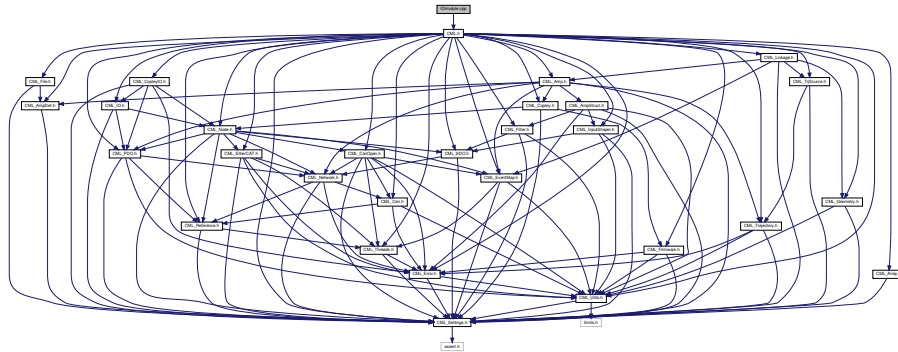 IOmodule.cpp
CML.h
CML_Linkage.h
CML_File.h
CML_CopleyIO.h
CML_Amp.h
CML_TrjScurve.h
CML_AmpDef.h
CML_IO.h
CML_Copley.h
CML_AmpStruct.h
CML_Node.h
CML_Filter.h
CML_InputShaper.h
CML_PDO.h
CML_EtherCAT.h
CML_CanOpen.h
CML_SDO.h
CML_Network.h
CML_EventMap.h
CML_Can.h
CML_Geometry.h
CML_Reference.h
CML_Trajectory.h
CML_Threads.h
CML_Firmware.h
CML_Error.h
CML_Array.h
CML_Utils.h
CML_Settings.h
limits.h
assert.h